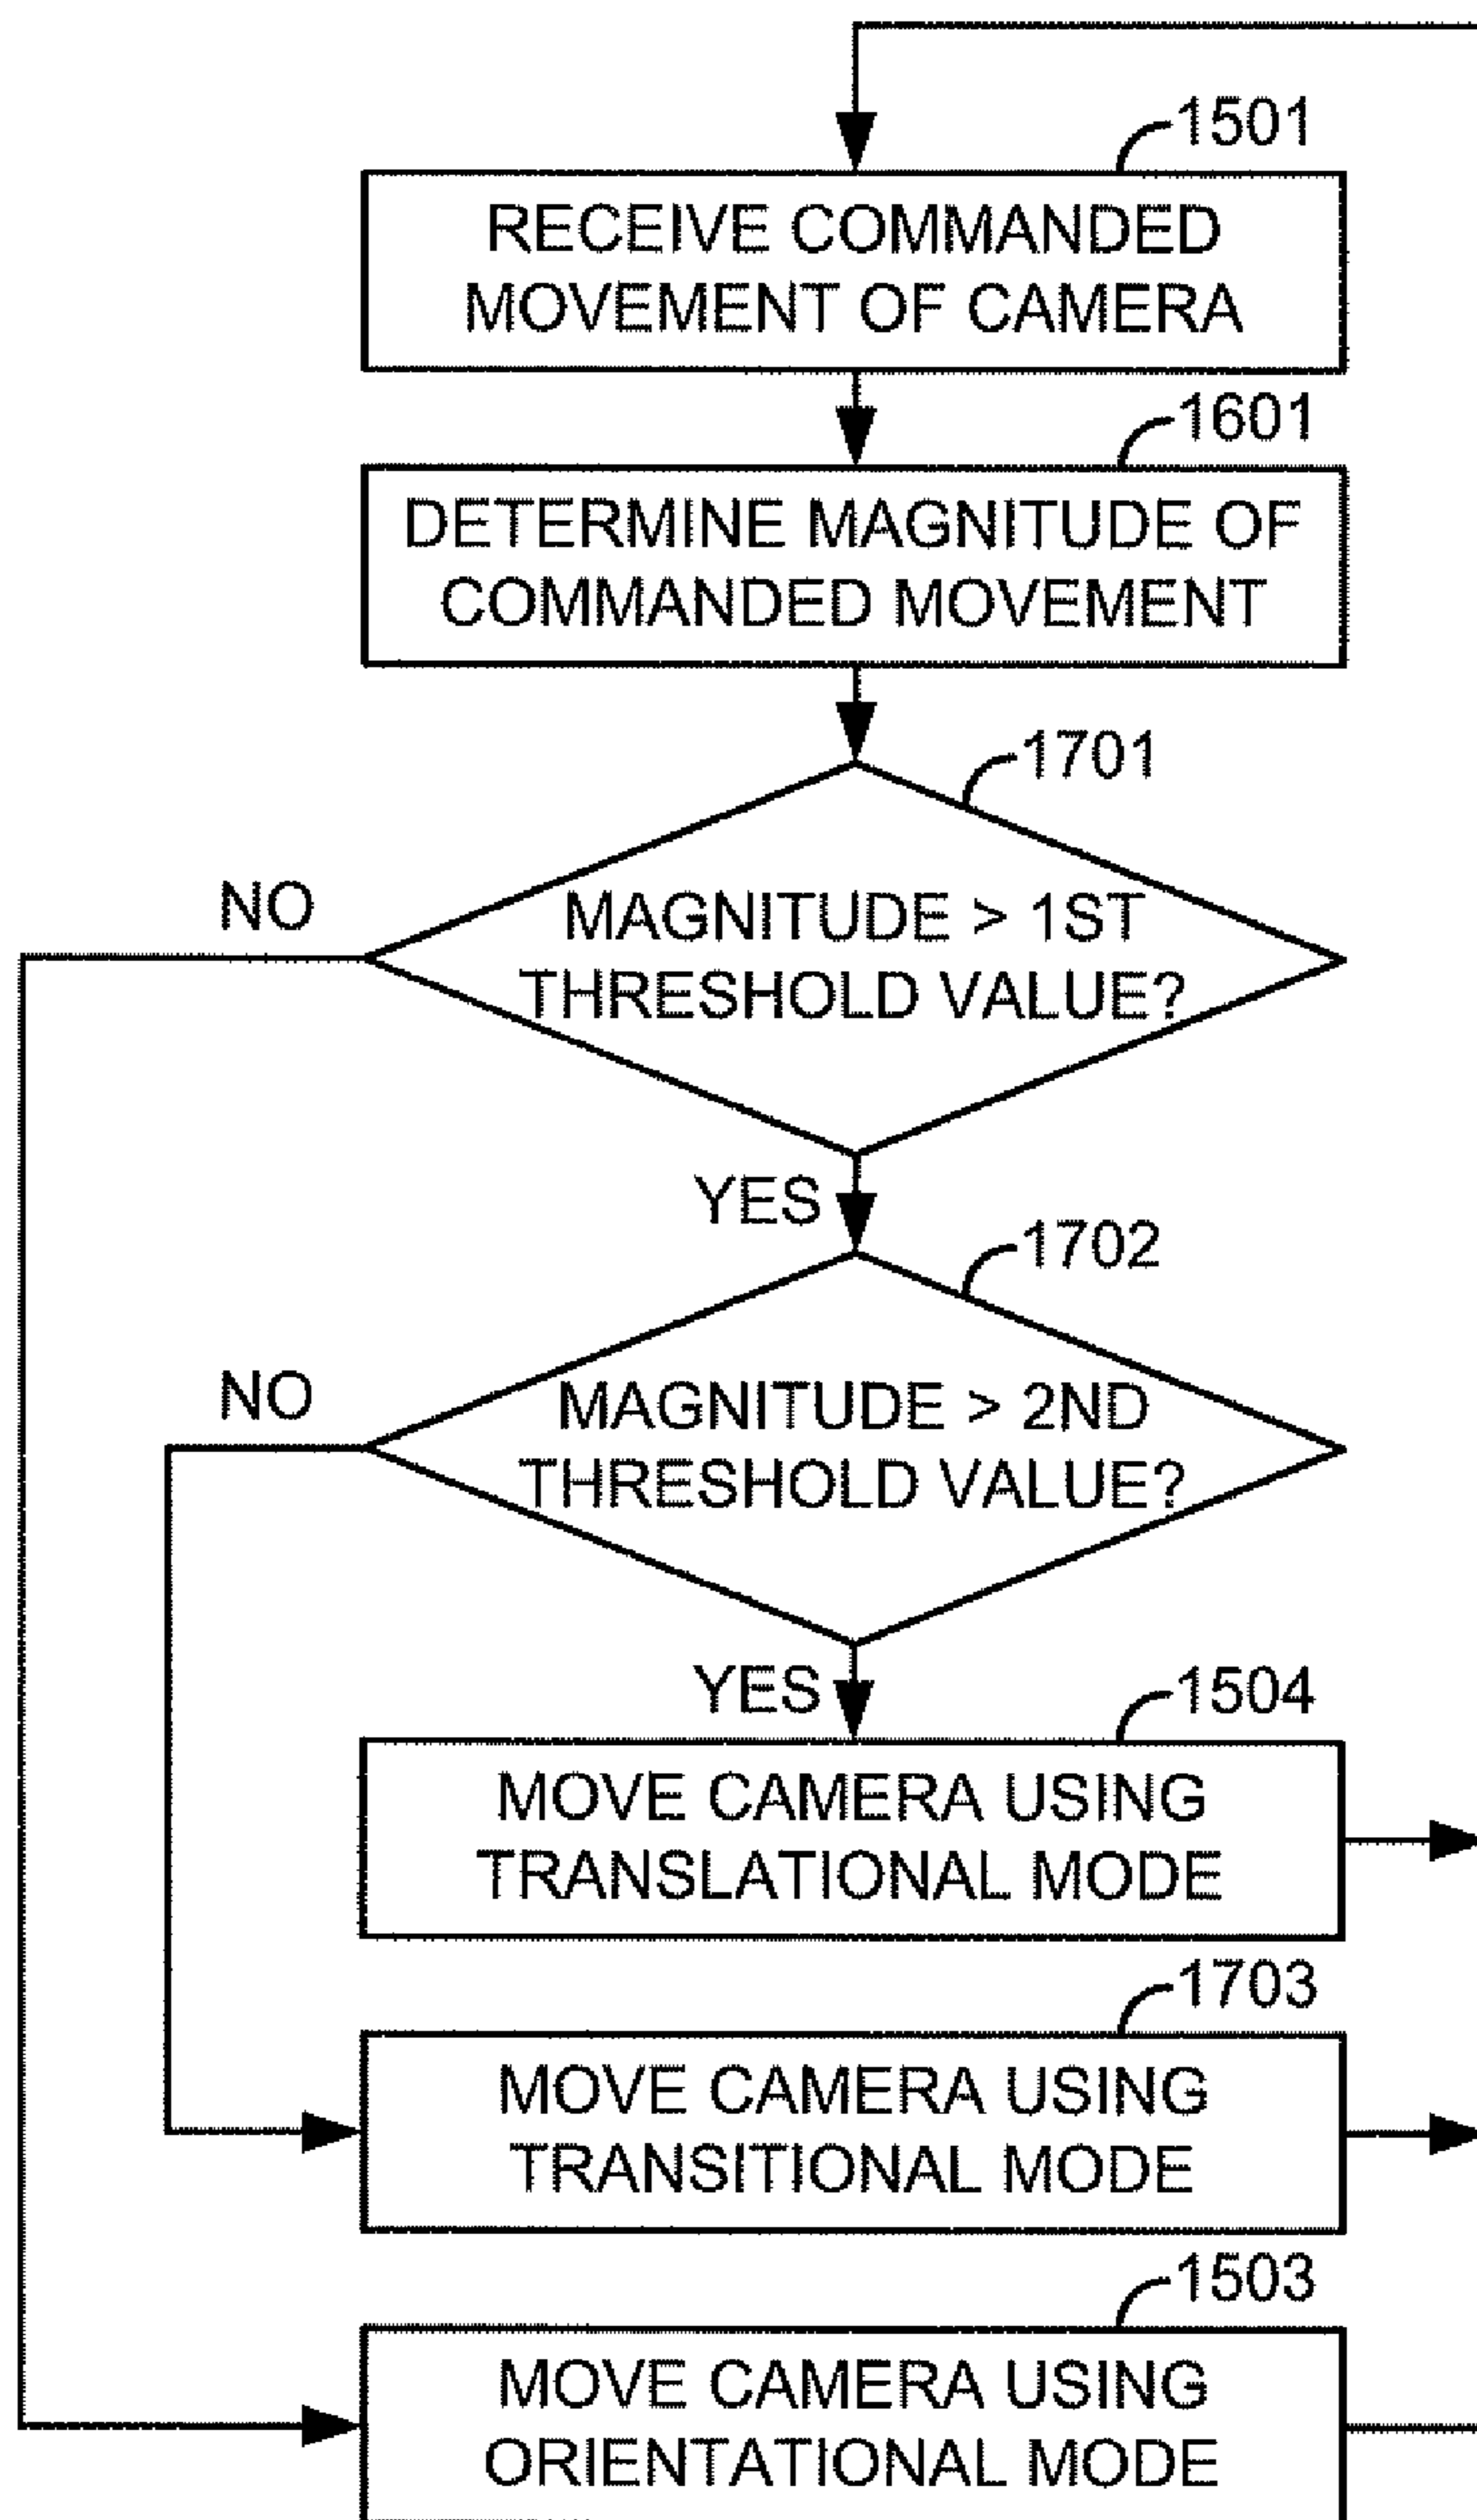 1501
RECEIVE COMMANDED
MOVEMENT OF CAMERA
1601
DETERMINE MAGNITUDE OF
COMMANDED MOVEMENT
1701
NO
MAGNITUDE > 1ST
THRESHOLD VALUE?
YES
1702
NO
MAGNITUDE > 2ND
THRESHOLD VALUE?
YES
1504
MOVE CAMERA USING
TRANSLATIONAL MODE
1703
MOVE CAMERA USING
TRANSITIONAL MODE
1503
MOVE CAMERA USING
ORIENTATIONAL MODE